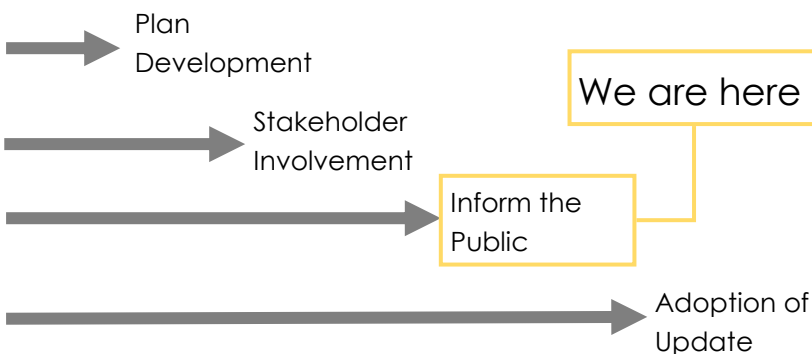 Plan
Development
We are here
Stakeholder
Involvement
Inform the
Public
Adoption of
Update